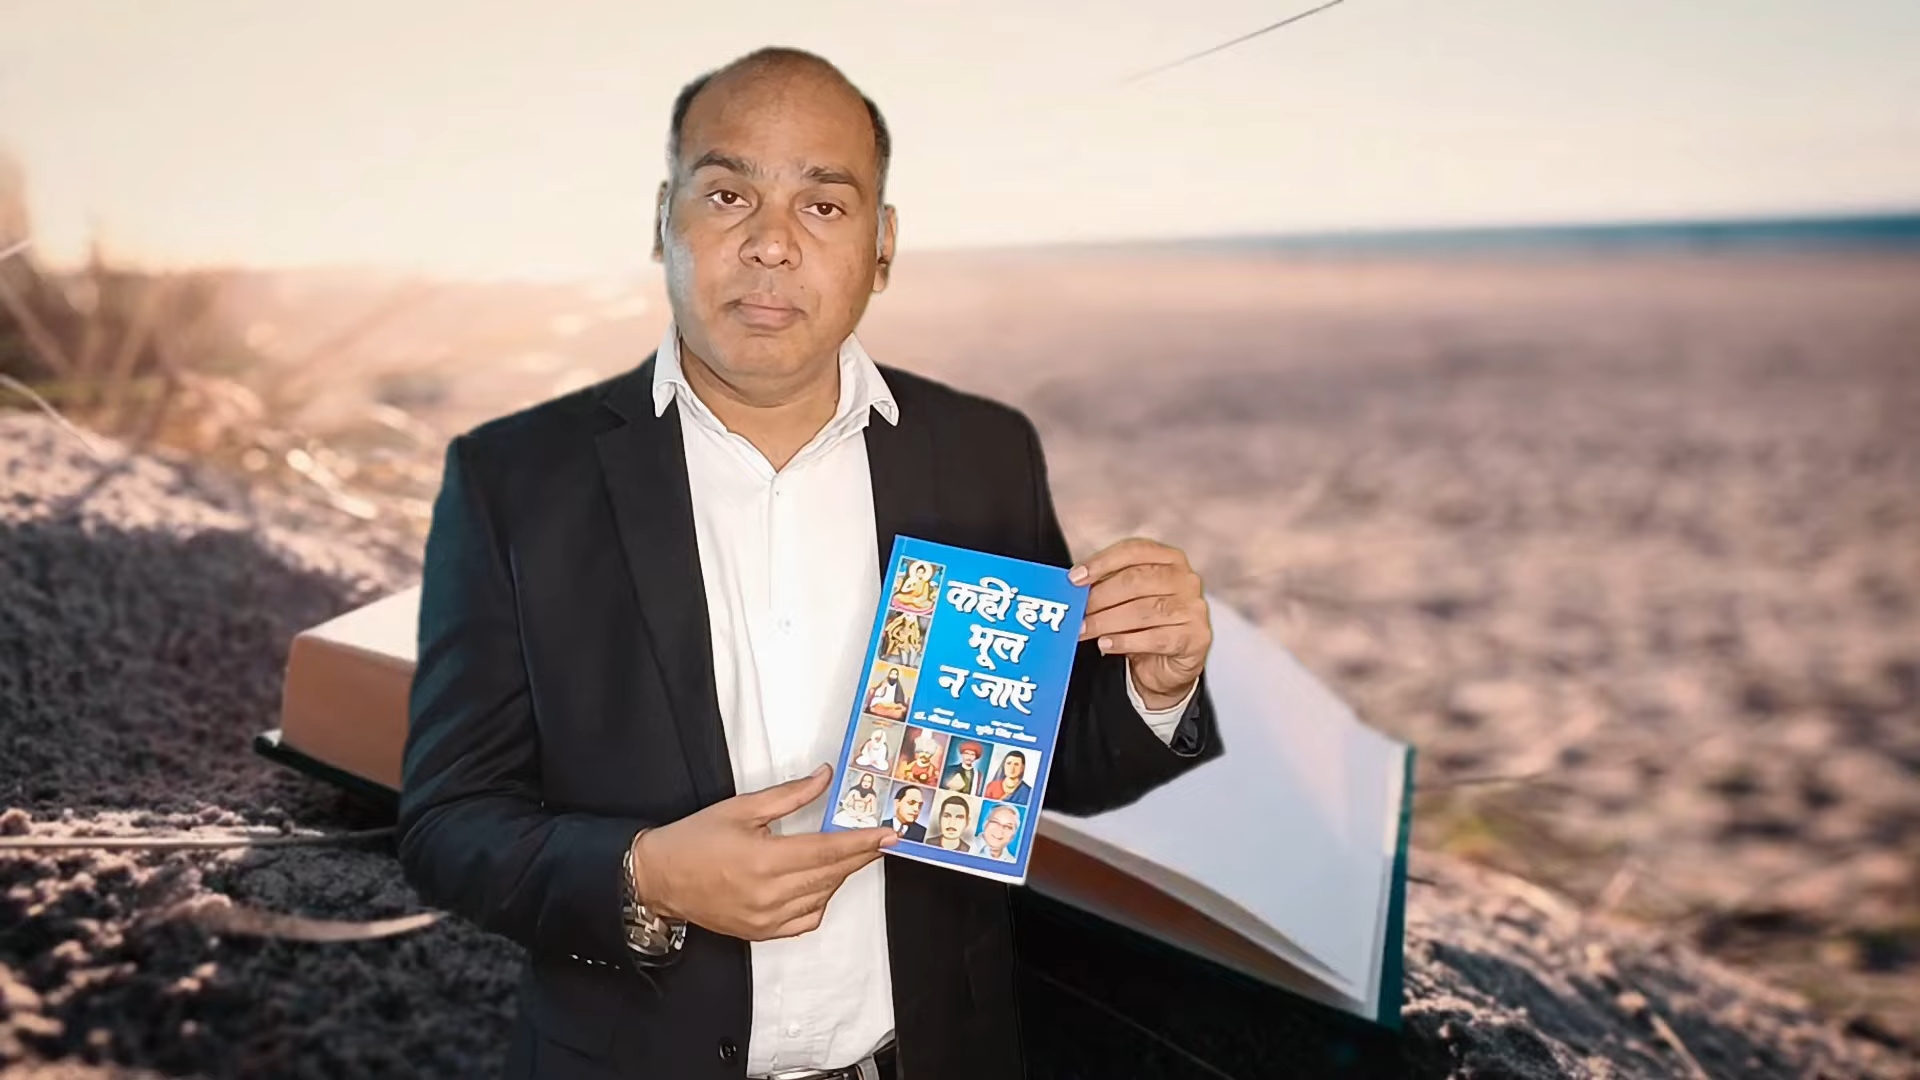 कहीं हम
भूल
न जाएं
डॉ.
सिंह